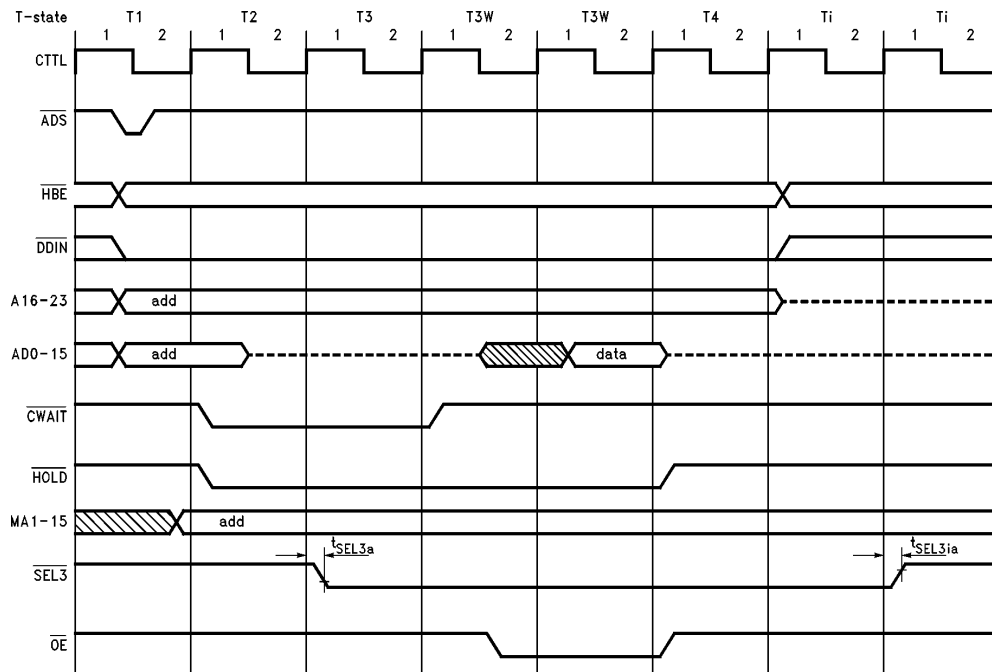 T-state T1 T2 T3 T3W T3W T4 Ti Ti
1 2 1 2 1 2 1 2 1 2 1 2 1 2 1 2
CTTL
ADS
HBE
DDIN
A16-23 add
AD0-15 add data
CWAIT
HOLD
MA1-15 add
tSEL3a tSEL3ia
SEL3
OE